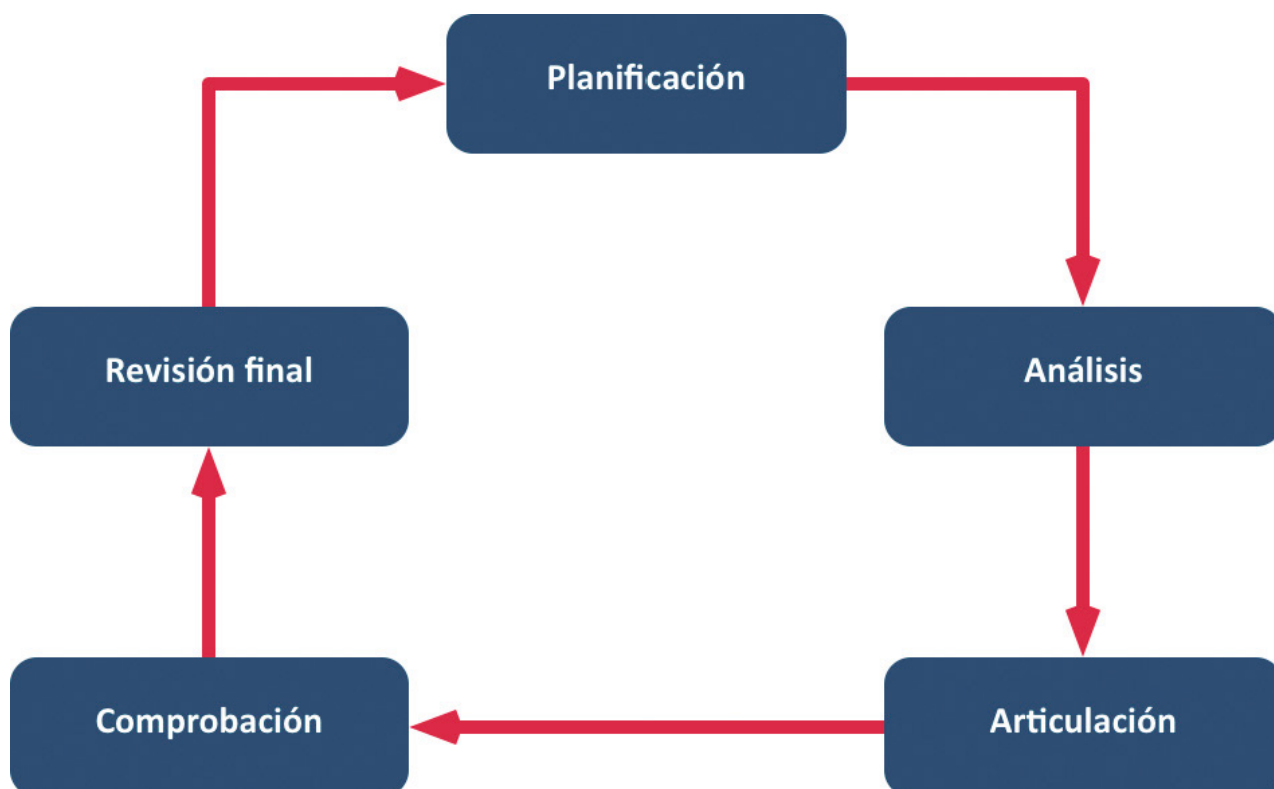 Planificación
Análisis
Articulación
Comprobación
Revisión final